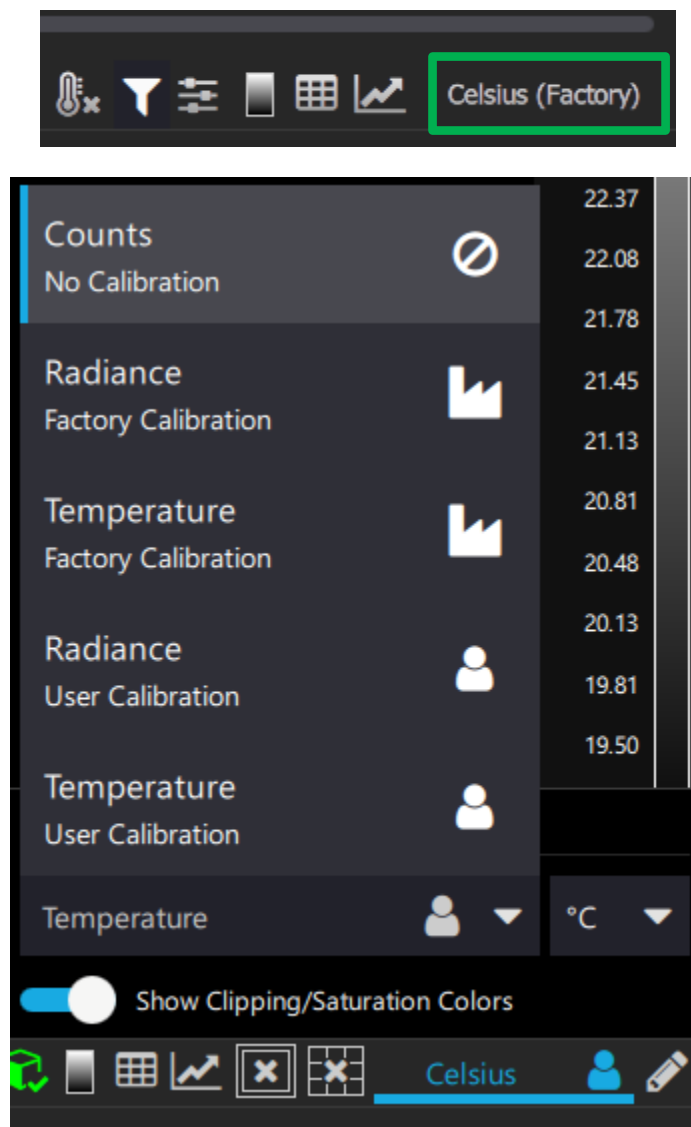 Celsius (Factory)
22.37
Counts
No Calibration
22.08
21.78
Radiance
Factory Calibration
21.45
21.13
Temperature
Factory Calibration
20.81
20.48
Radiance
User Calibration
20.13
19.81
19.50
Temperature
User Calibration
Temperature
°C
Show Clipping/Saturation Colors
Celsius